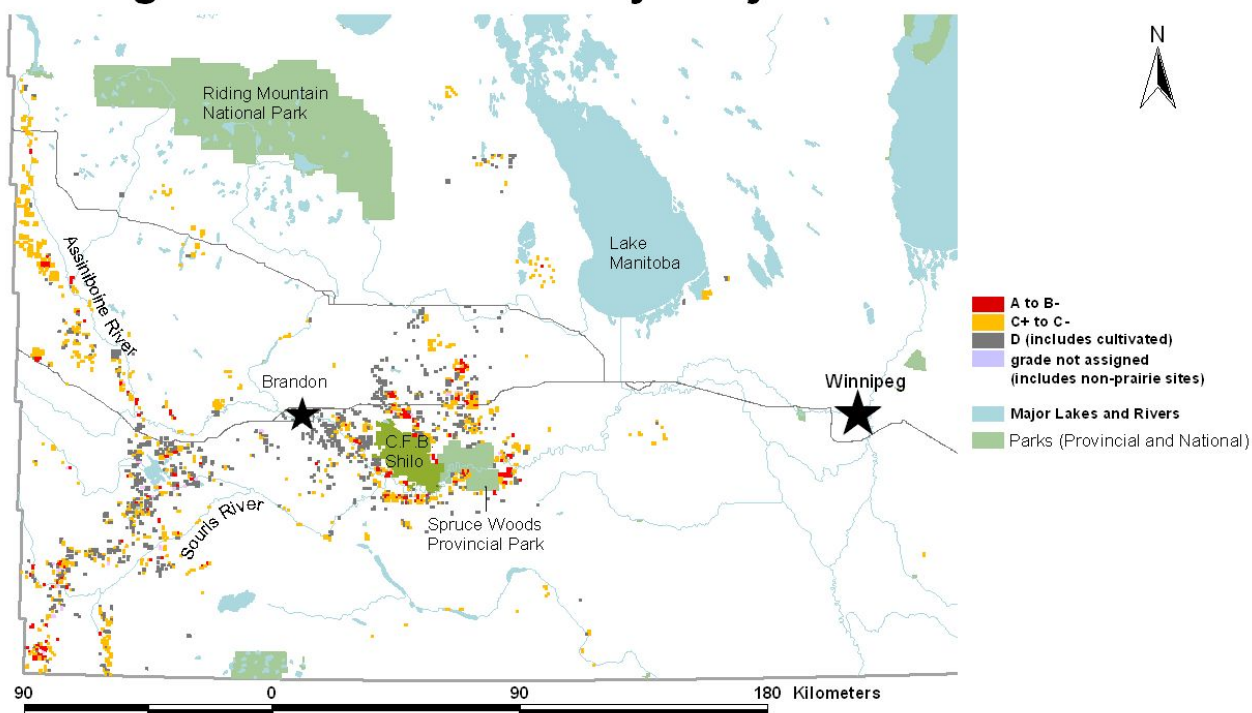 Riding Mountain
National Park
N
Lake
Manitoba
Assiniboine River
A to B-
C+ to C-
D (includes cultivated)
grade not assigned
(includes non-prairie sites)
Brandon
Winnipeg
Major Lakes and Rivers
Parks (Provincial and National)
C.F.B
Shilo
Souris River
Spruce Woods
Provincial Park
90 0 90 180 Kilometers